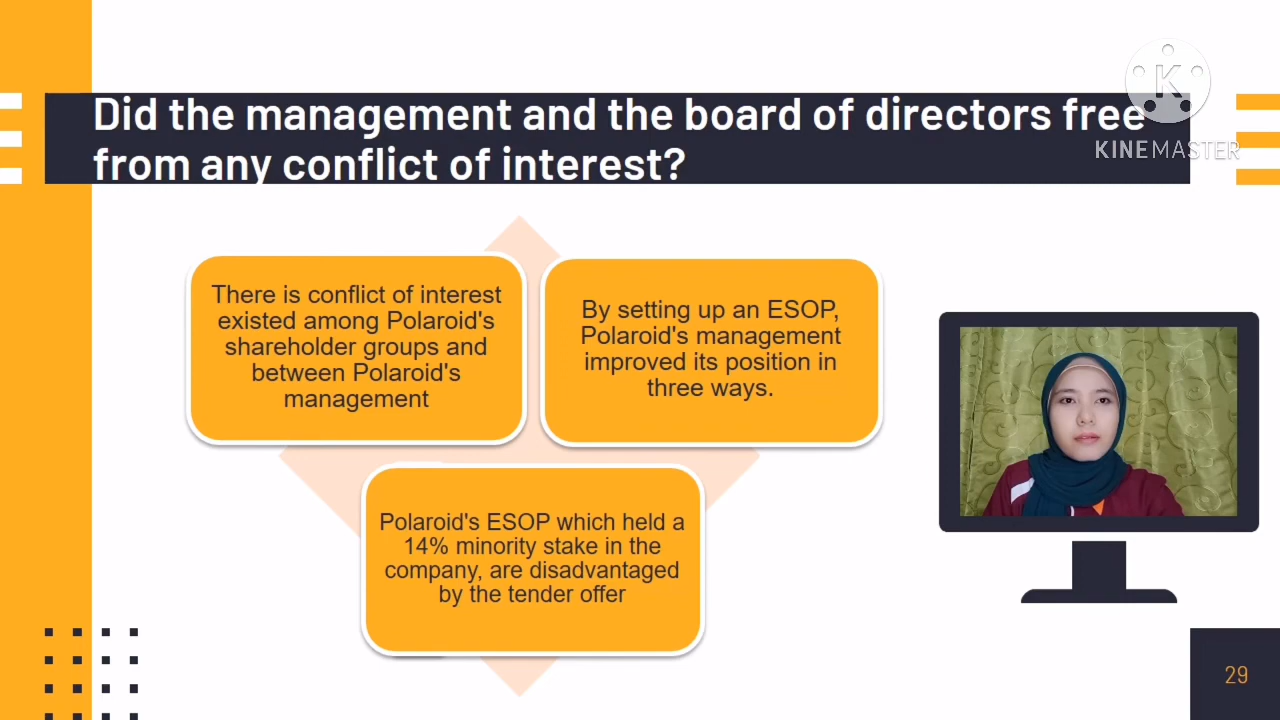 Did the management and the board of directors free
from any conflict of interest?
K
KINEMASTER
There is conflict of interest
existed among Polaroid's
shareholder groups and
between Polaroid's
management
By setting up an ESOP,
Polaroid's management
improved its position in
three ways.
Polaroid's ESOP which held a
14% minority stake in the
company, are disadvantaged
by the tender offer
29